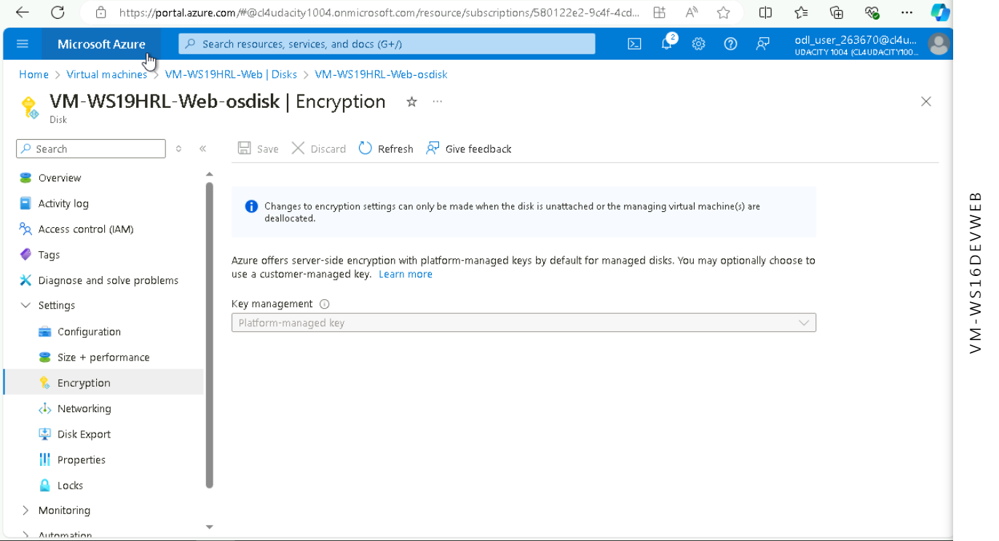 https://portal.azure.com/#@cl4udacity1004.onmicrosoft.com/resource/subscriptions/580122e2-9c4f-4cd...
Microsoft Azure
Search resources, services, and docs (G+/)
2
odl_user_263670@cl4u...
UDACITY 1004 (CL4UDACITY100...
Home > Virtual machines > VM-WS19HRL-Web | Disks > VM-WS19HRL-Web-osdisk
VM-WS19HRL-Web-osdisk | Encryption
Disk
Search
Save
Discard
Refresh
Give feedback
Overview
Activity log
Access control (IAM)
Tags
Diagnose and solve problems
Settings
Configuration
Size + performance
Encryption
Networking
Disk Export
Properties
Locks
Monitoring
Automation
Changes to encryption settings can only be made when the disk is unattached or the managing virtual machine(s) are
deallocated.
Azure offers server-side encryption with platform-managed keys by default for managed disks. You may optionally choose to
use a customer-managed key. Learn more
Key management
Platform-managed key
VM-WS16DEVWEB